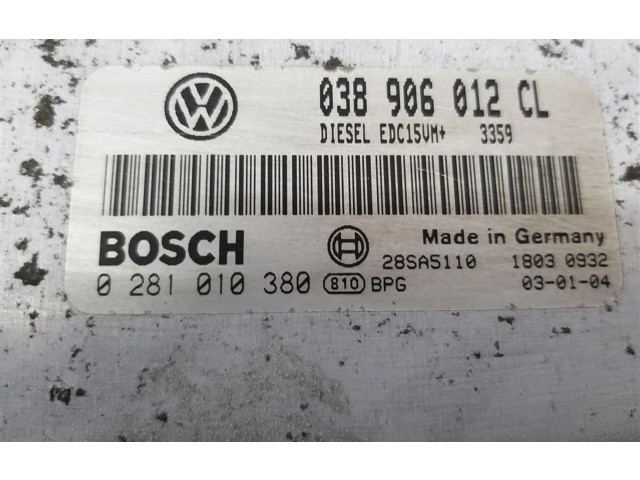 038 906 012 CL
DIESEL EDC15VM+ 3359
BOSCH
Made in Germany
28SA5110 1803 0932
0 281 010 380 810 BPG 03-01-04